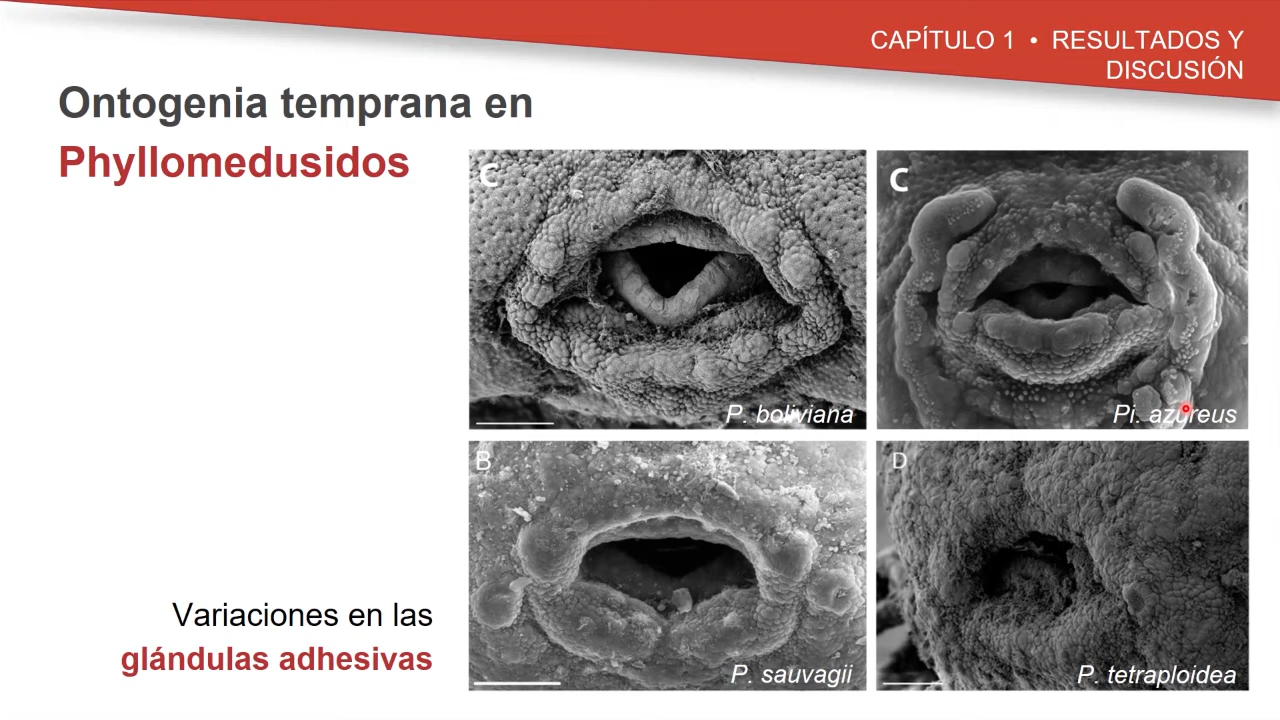 CAPÍTULO 1 • RESULTADOS Y
DISCUSIÓN
Ontogenia temprana en
Phyllomedusidos
C
P. boliviana
C
Pi. azureus
B
P. sauvagii
D
P. tetraploidea
Variaciones en las
glándulas adhesivas